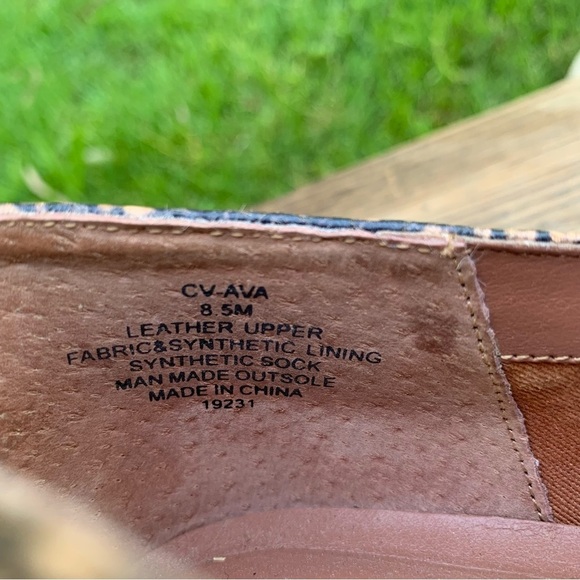 CV-AVA
8.5M
LEATHER UPPER
FABRIC&SYNTHETIC LINING
SYNTHETIC SOCK
MAN MADE OUTSOLE
MADE IN CHINA
19231